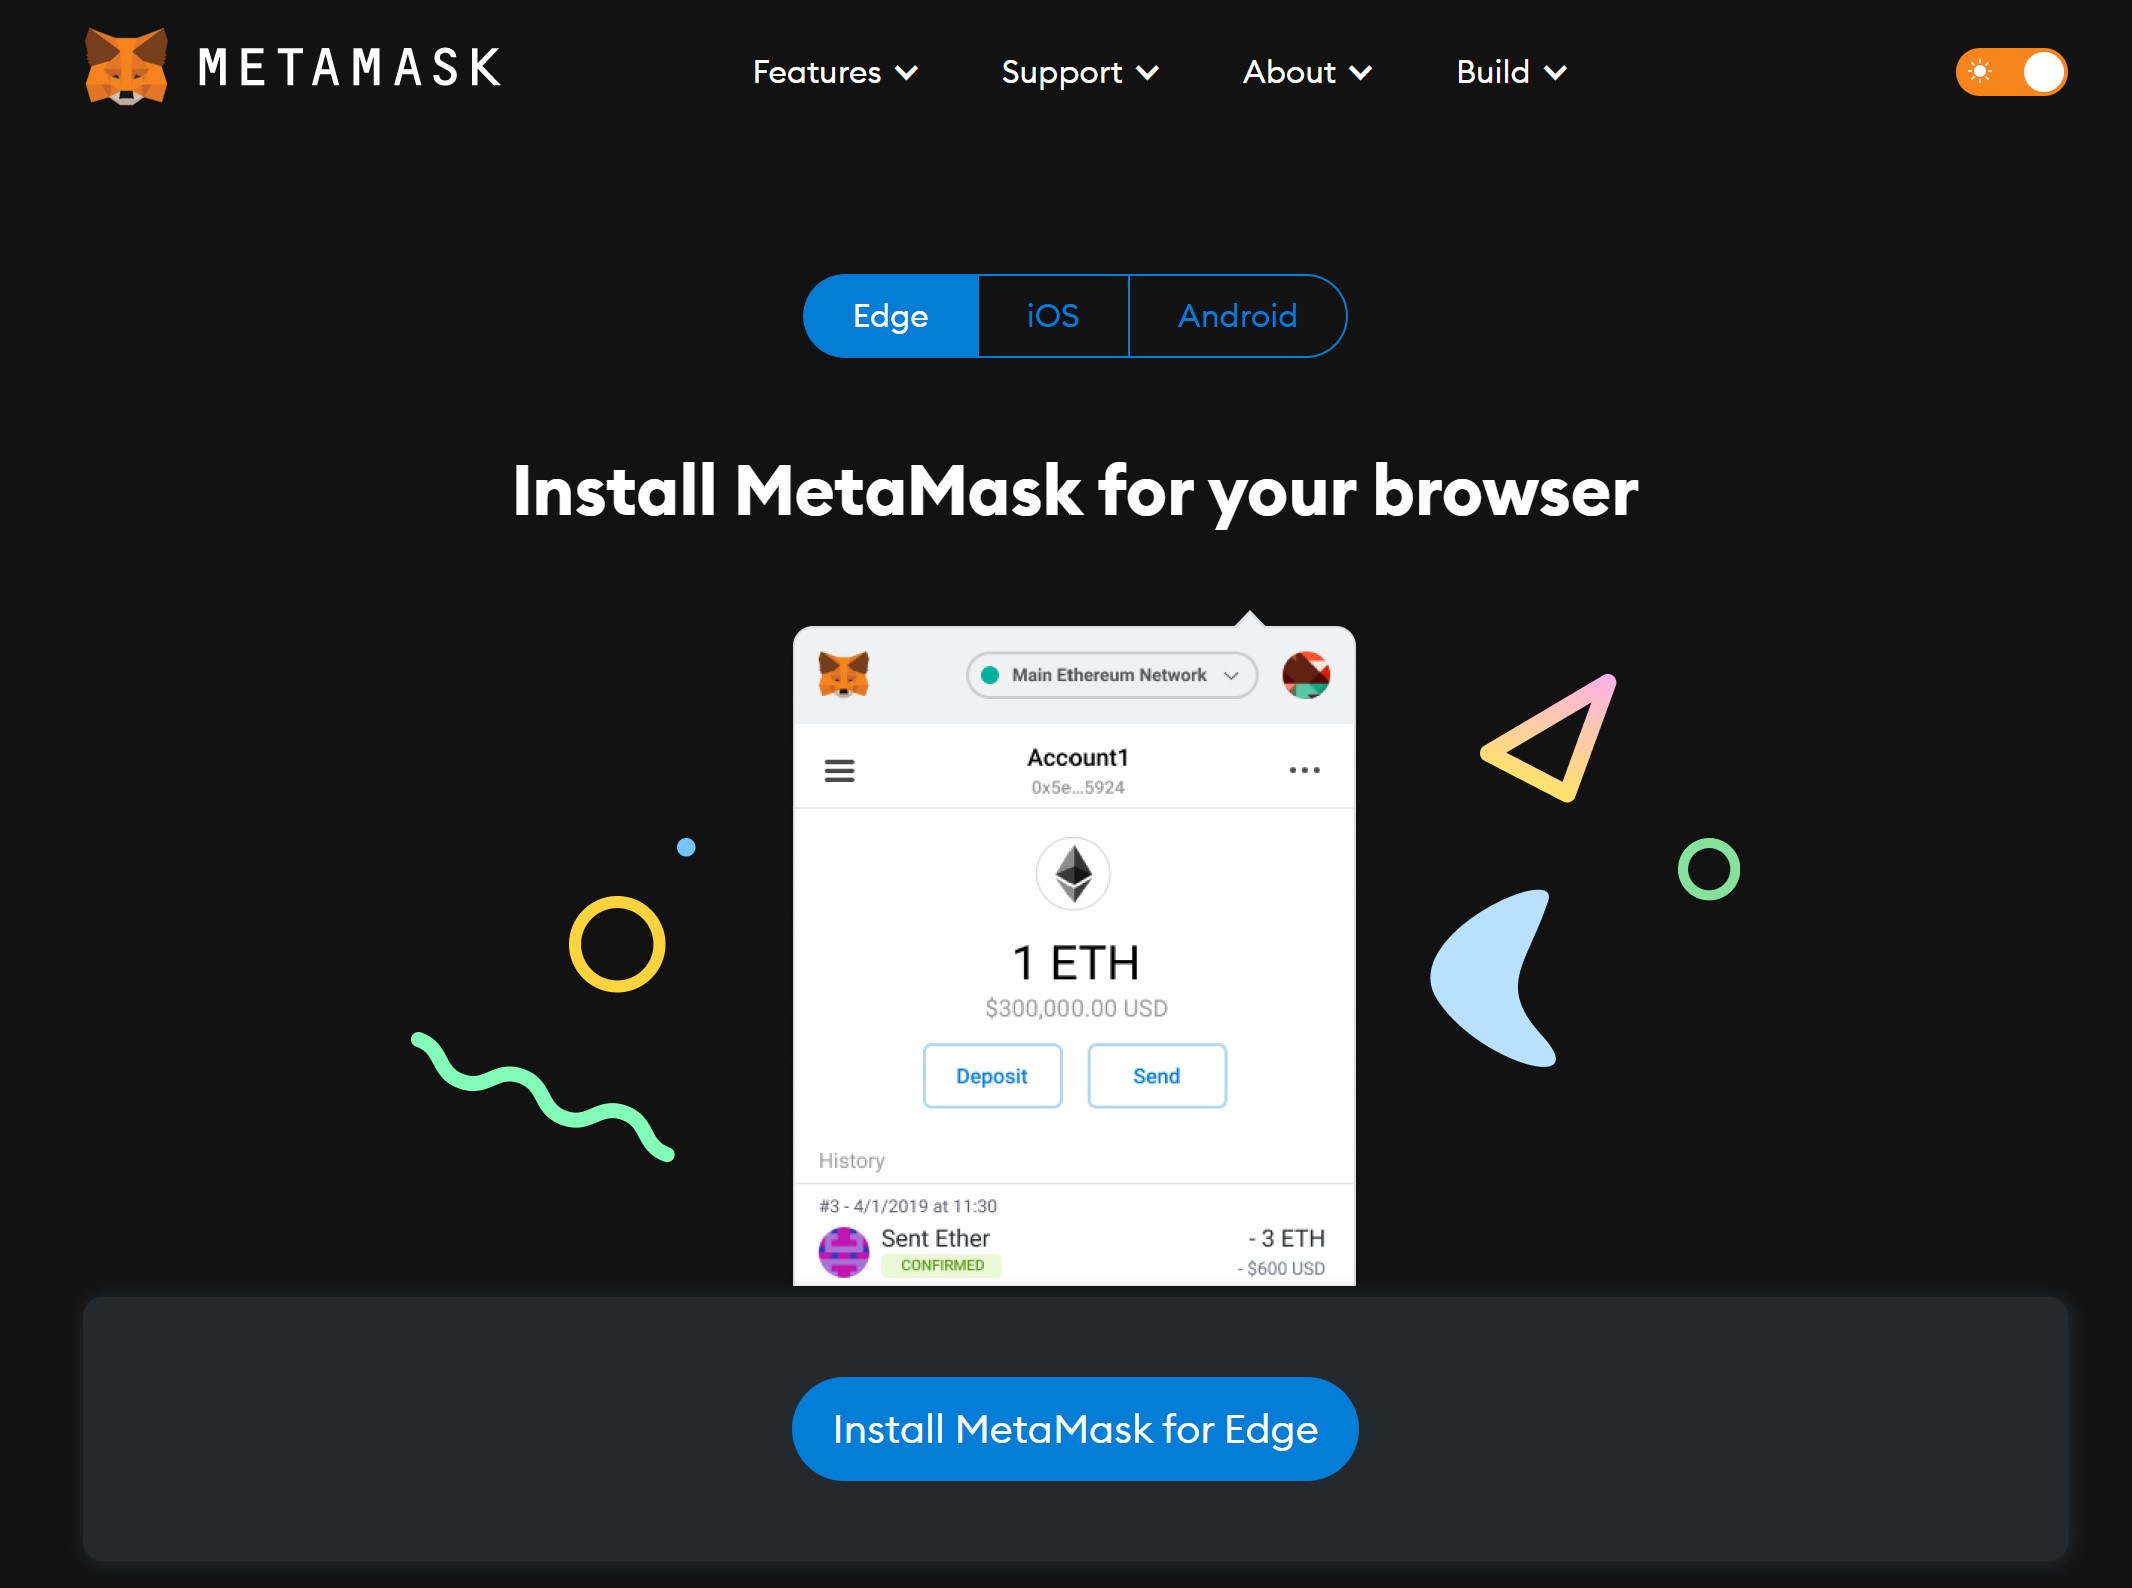 METAMASK
Features Support About Build
Edge iOS Android
Install MetaMask for your browser
Main Ethereum Network
Account1
0x5e...5924
1 ETH
$300,000.00 USD
Deposit Send
History
#3 - 4/1/2019 at 11:30
Sent Ether - 3 ETH
CONFIRMED - $600 USD
Install MetaMask for Edge